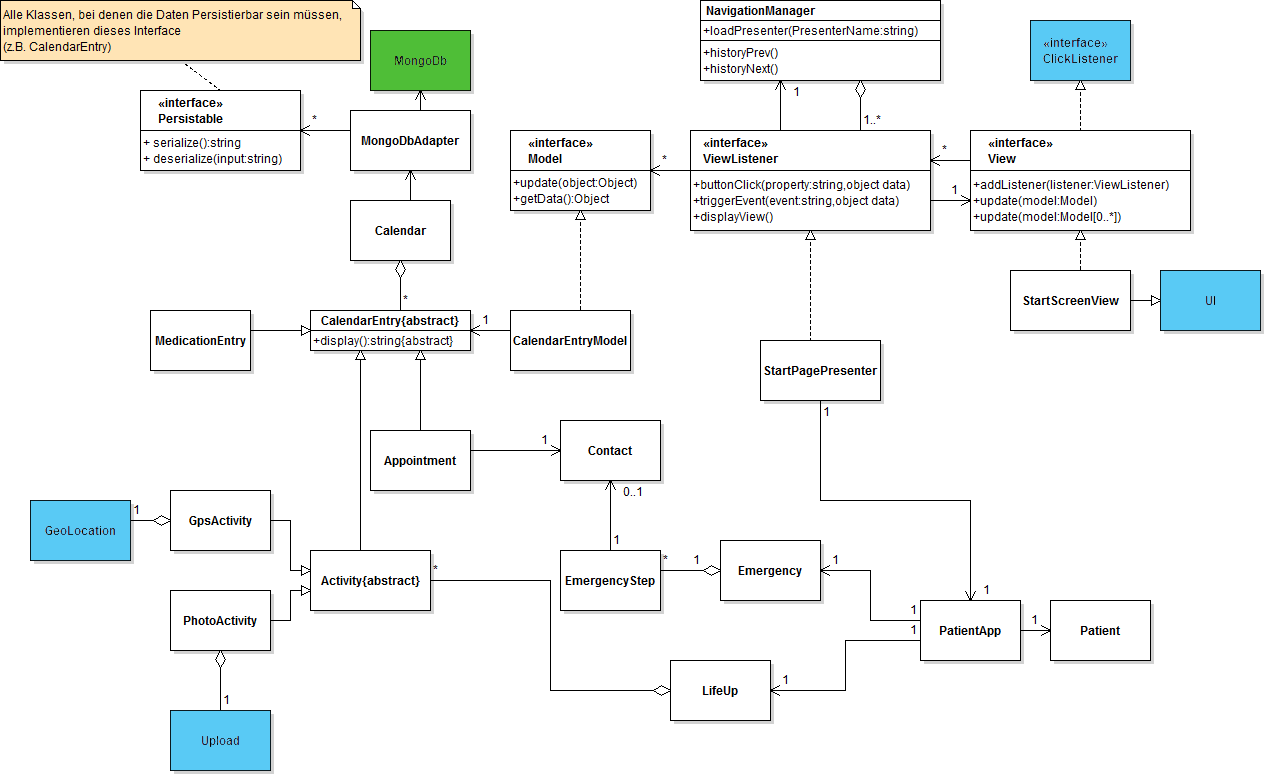 Alle Klassen, bei denen die Daten Persistierbar sein müssen,
implementieren dieses Interface
(z.B. CalendarEntry)
MongoDb
NavigationManager
+loadPresenter(PresenterName:string)
+historyPrev()
+historyNext()
«interface»
ClickListener
«interface»
Persistable
+ serialize():string
+ deserialize(input:string)
*
MongoDbAdapter
«interface»
Model
+update(object:Object)
+getData():Object
*
1
1..*
«interface»
ViewListener
+buttonClick(property:string,object data)
+triggerEvent(event:string,object data)
+displayView()
*
1
«interface»
View
+addListener(listener:ViewListener)
+update(model:Model)
+update(model:Model[0..*])
Calendar
*
StartScreenView
UI
MedicationEntry
CalendarEntry{abstract}
+display():string{abstract}
1
CalendarEntryModel
StartPagePresenter
1
Appointment
1
Contact
0..1
1
GeoLocation
1
GpsActivity
Activity{abstract}
*
EmergencyStep
*
1
Emergency
1
1
1
1
PatientApp
1
Patient
PhotoActivity
1
LifeUp
1
Upload